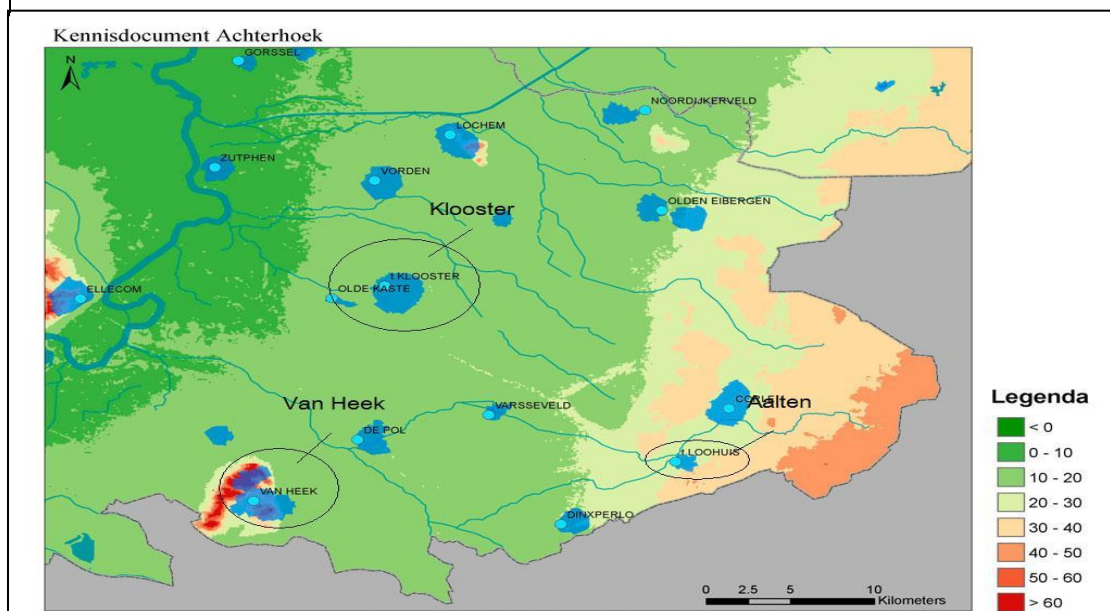 Kennisdocument Achterhoek
N
GORSSEL
NOORDIJKERVELD
LOCHEM
ZUTPHEN
VORDEN
OLDEN EIBERGEN
Klooster
t KLOOSTER
OLDE KASTE
ELLECOM
Van Heek
VARSSEVELD
Aalten
DE POL
t LOOHUIS
VAN HEEK
DINXPERLO
Legenda
< 0
0 - 10
10 - 20
20 - 30
30 - 40
40 - 50
50 - 60
> 60
0 2.5 5 10
Kilometers